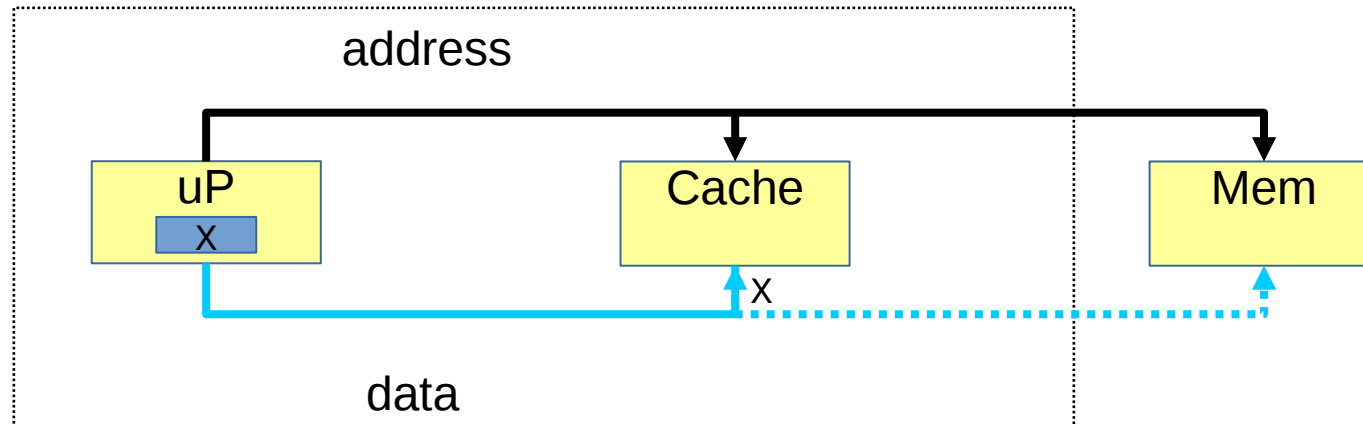 address
uP
x
Cache
Mem
x
data